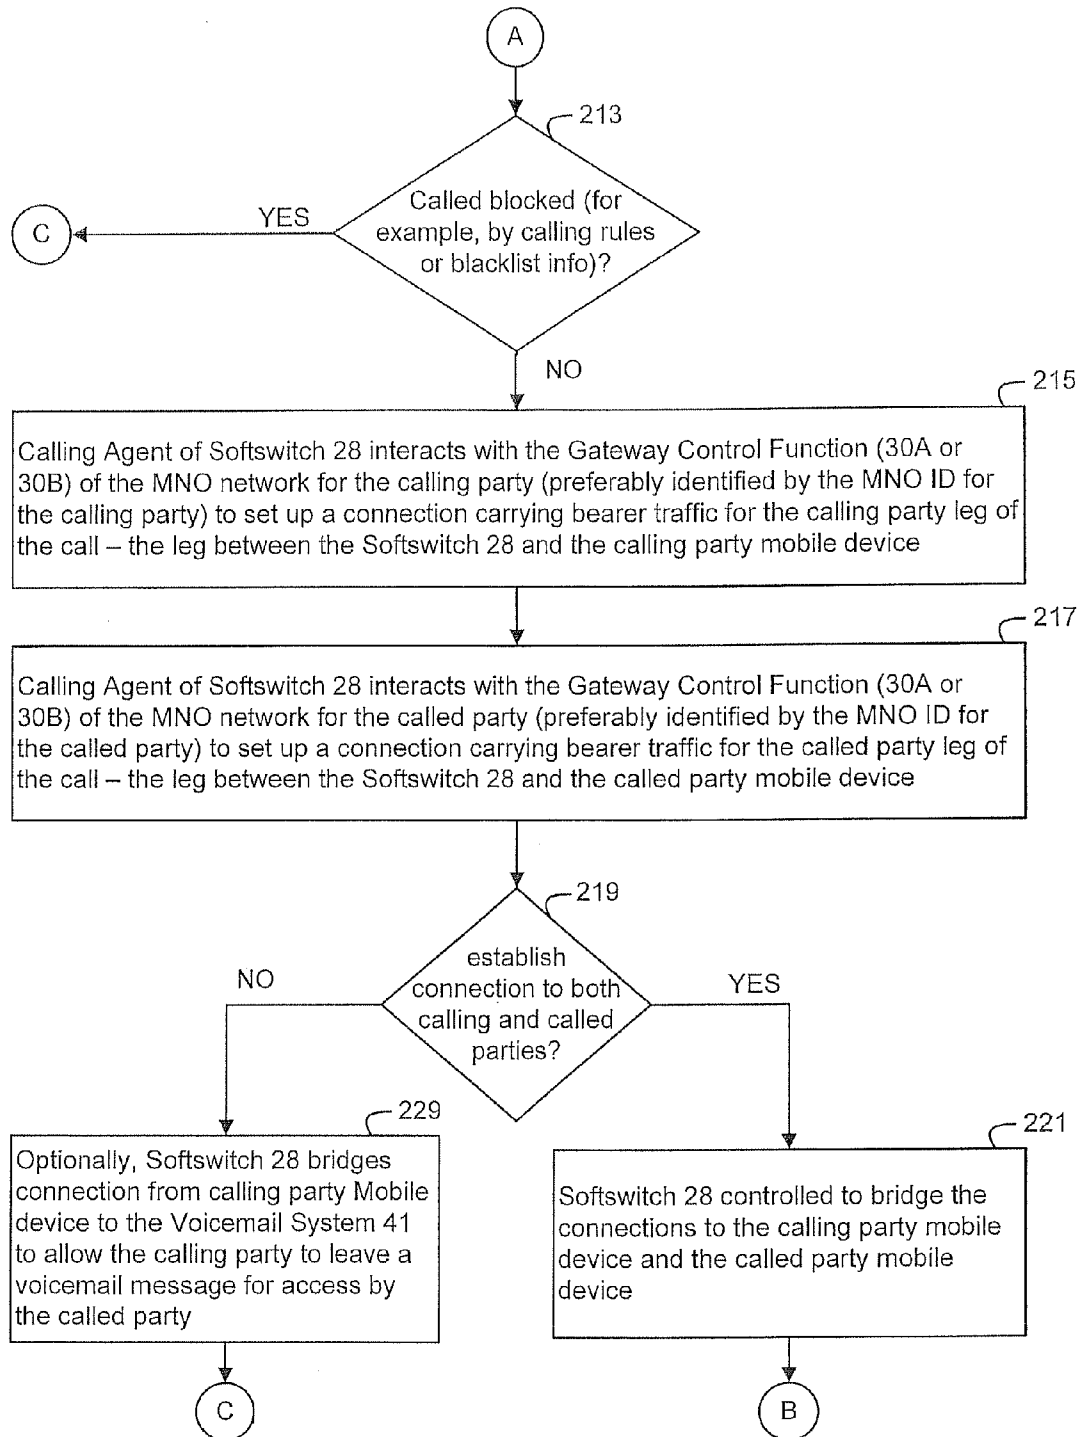 A
213
Called blocked (for
example, by calling rules
or blacklist info)?
YES
C
NO
215
Calling Agent of Softswitch 28 interacts with the Gateway Control Function (30A or
30B) of the MNO network for the calling party (preferably identified by the MNO ID for
the calling party) to set up a connection carrying bearer traffic for the calling party leg of
the call – the leg between the Softswitch 28 and the calling party mobile device
217
Calling Agent of Softswitch 28 interacts with the Gateway Control Function (30A or
30B) of the MNO network for the called party (preferably identified by the MNO ID for
the called party) to set up a connection carrying bearer traffic for the called party leg of
the call – the leg between the Softswitch 28 and the called party mobile device
219
establish
connection to both
calling and called
parties?
NO
YES
229
Optionally, Softswitch 28 bridges
connection from calling party Mobile
device to the Voicemail System 41
to allow the calling party to leave a
voicemail message for access by
the called party
221
Softswitch 28 controlled to bridge the
connections to the calling party mobile
device and the called party mobile
device
C
B